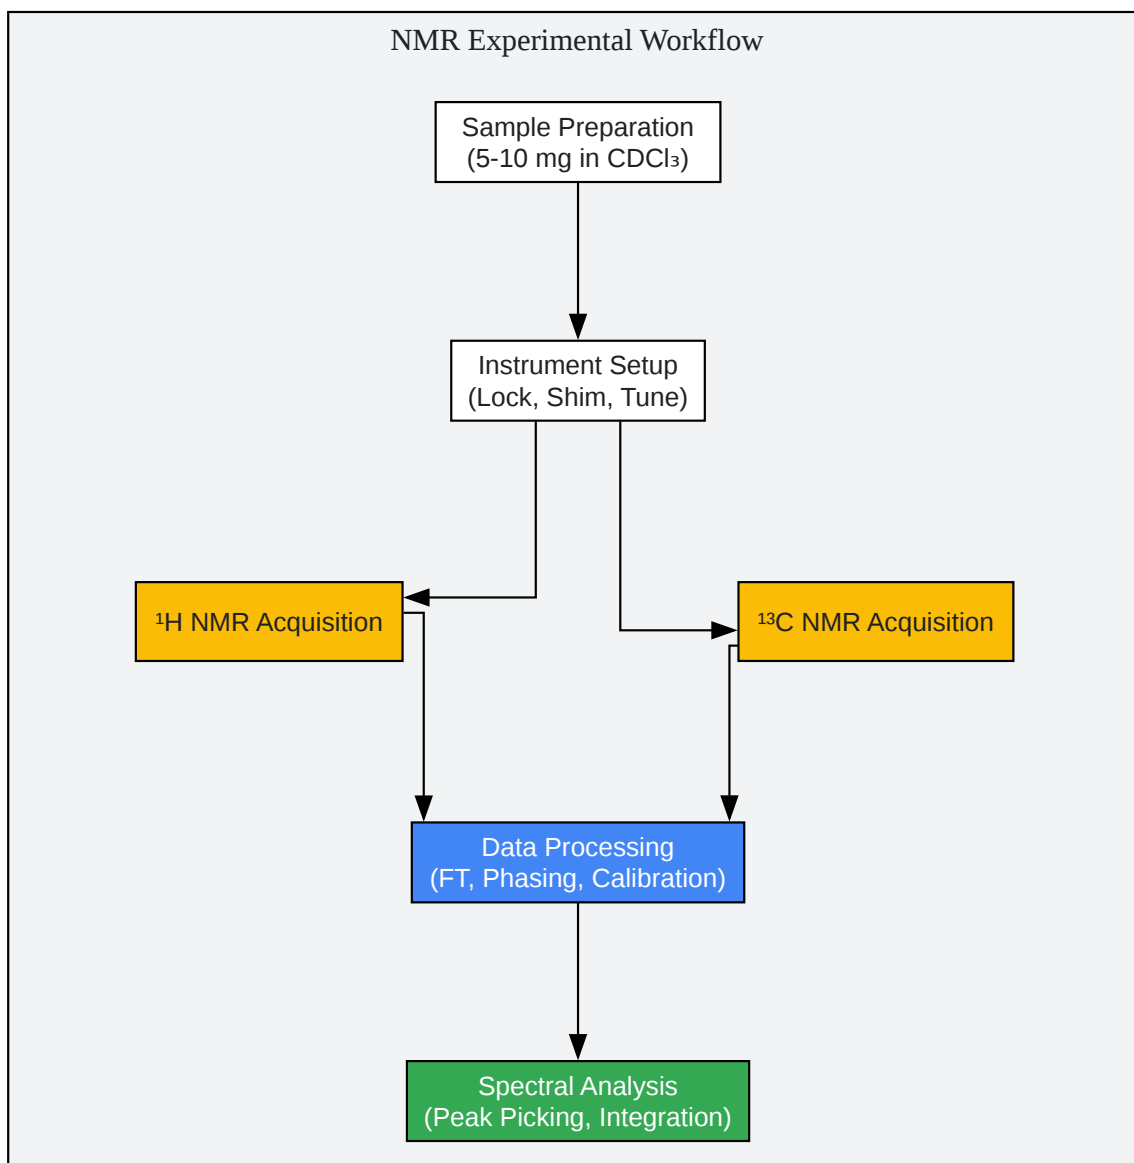 NMR Experimental Workflow
Sample Preparation
(5-10 mg in CDCl₃)
Instrument Setup
(Lock, Shim, Tune)
¹H NMR Acquisition
¹³C NMR Acquisition
Data Processing
(FT, Phasing, Calibration)
Spectral Analysis
(Peak Picking, Integration)